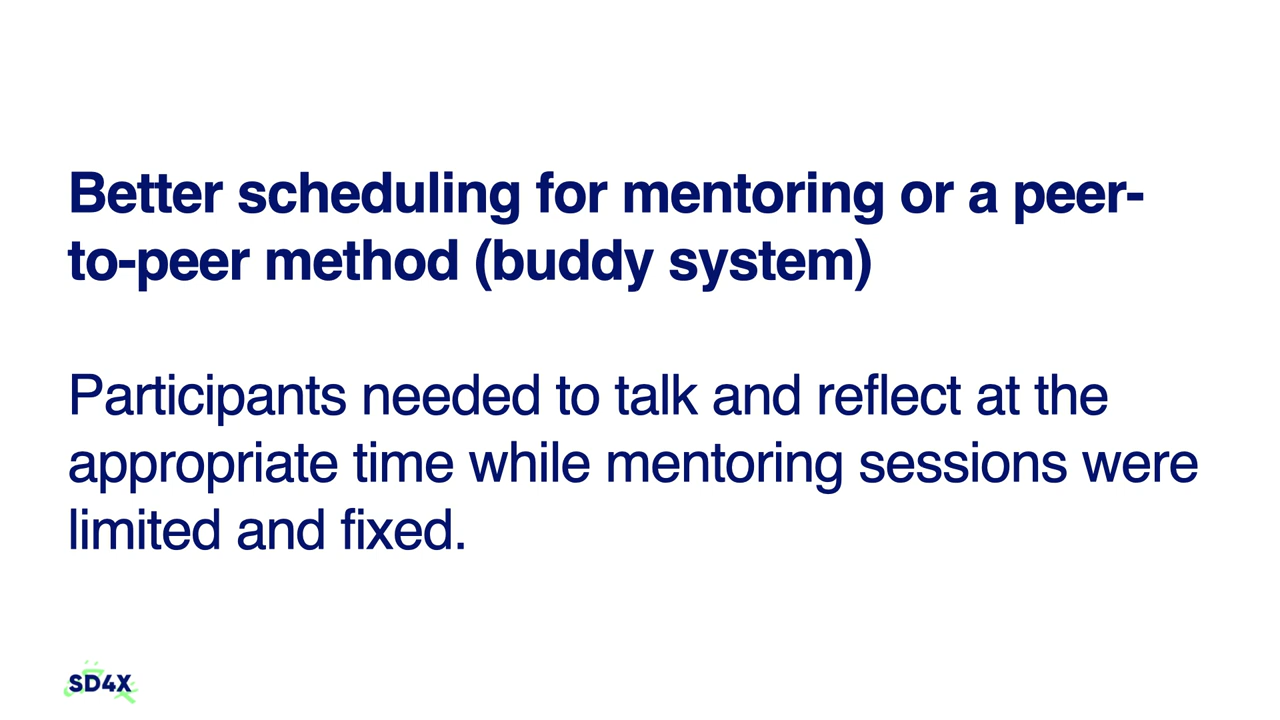 Better scheduling for mentoring or a peer-
to-peer method (buddy system)
Participants needed to talk and reflect at the
appropriate time while mentoring sessions were
limited and fixed.
SD4X